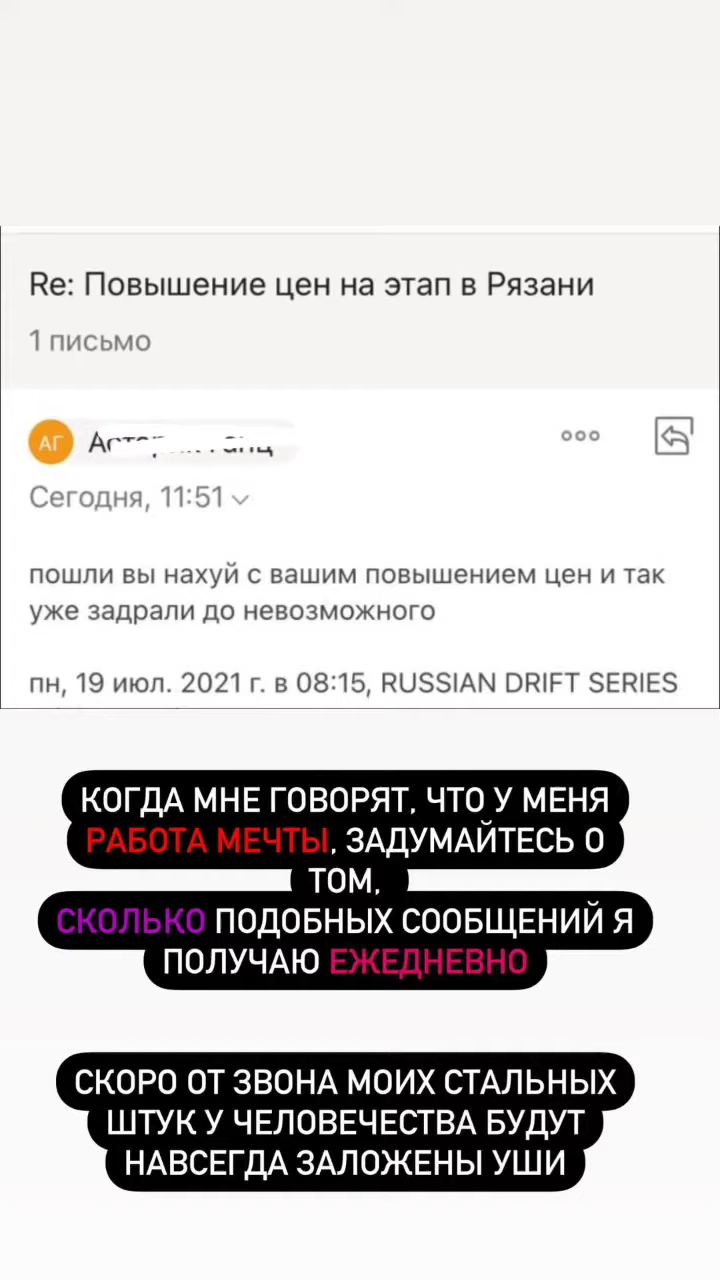 Re: Повышение цен на этап в Рязани
1 письмо
АГ
Сегодня, 11:51
пошли вы нахуй с вашим повышением цен и так
уже задрали до невозможного
пн, 19 июл. 2021 г. в 08:15, RUSSIAN DRIFT SERIES
КОГДА МНЕ ГОВОРЯТ, ЧТО У МЕНЯ
РАБОТА МЕЧТЫ, ЗАДУМАЙТЕСЬ О
ТОМ,
СКОЛЬКО ПОДОБНЫХ СООБЩЕНИЙ Я
ПОЛУЧАЮ ЕЖЕДНЕВНО
СКОРО ОТ ЗВОНА МОИХ СТАЛЬНЫХ
ШТУК У ЧЕЛОВЕЧЕСТВА БУДУТ
НАВСЕГДА ЗАЛОЖЕНЫ УШИ